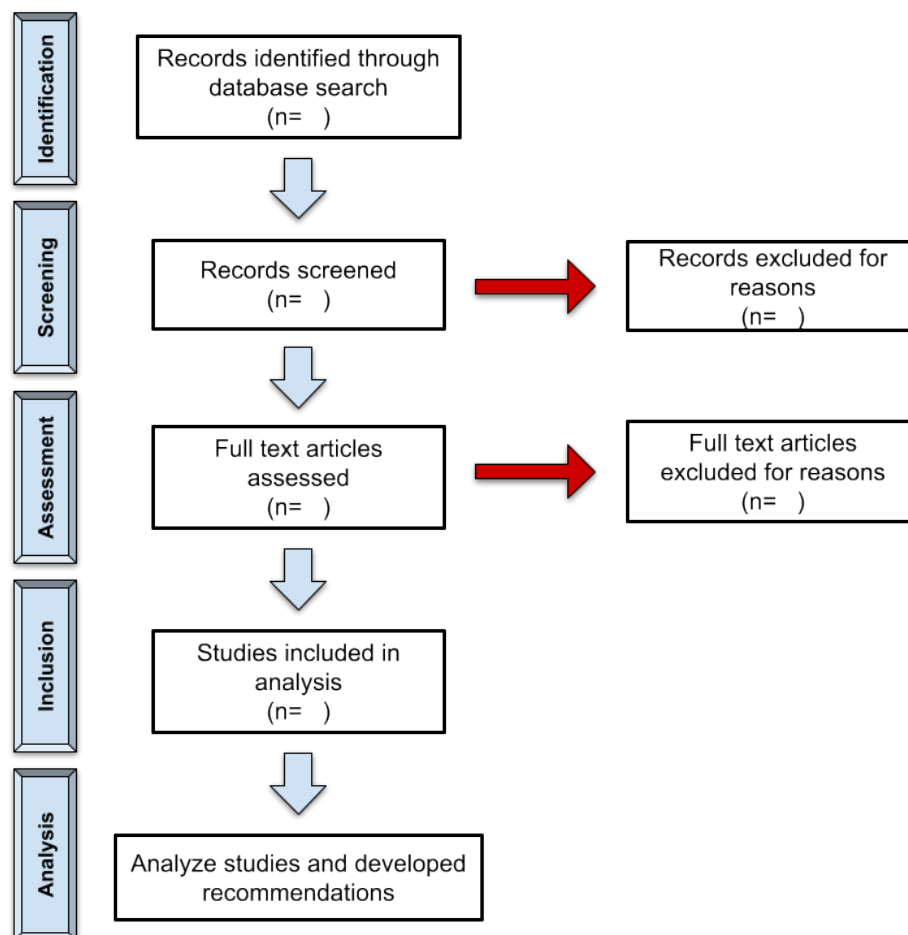 Identification
Records identified through
database search
(n=   )
Screening
Records screened
(n=   )
Records excluded for
reasons
(n=   )
Assessment
Full text articles
assessed
(n=   )
Full text articles
excluded for reasons
(n=   )
Inclusion
Studies included in
analysis
(n=   )
Analysis
Analyze studies and developed
recommendations